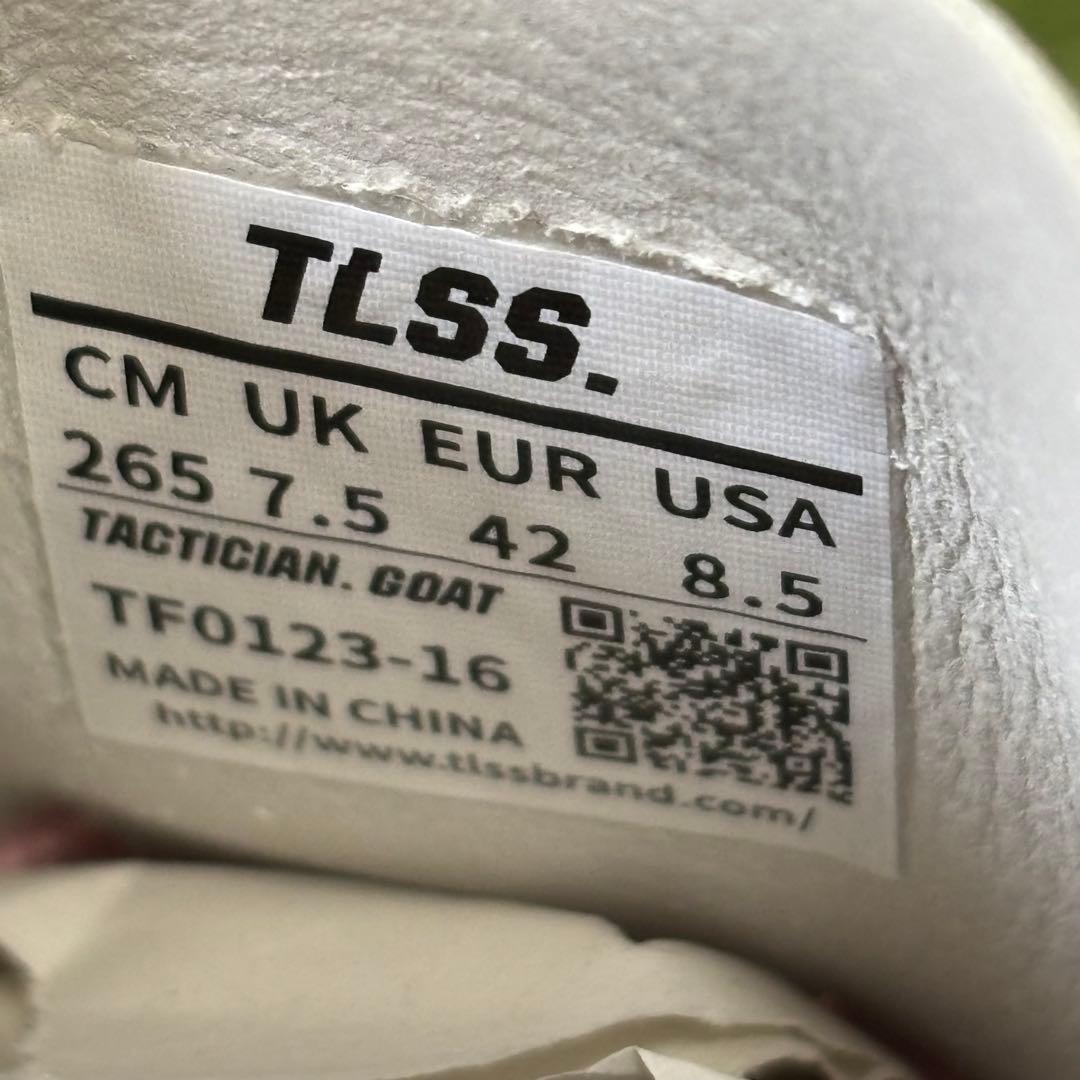 TLSS.
CM UK EUR USA
265 7.5 42 8.5
TACTICIAN. GOAT
TF0123-16
MADE IN CHINA
http://www.tlssbrand.com/